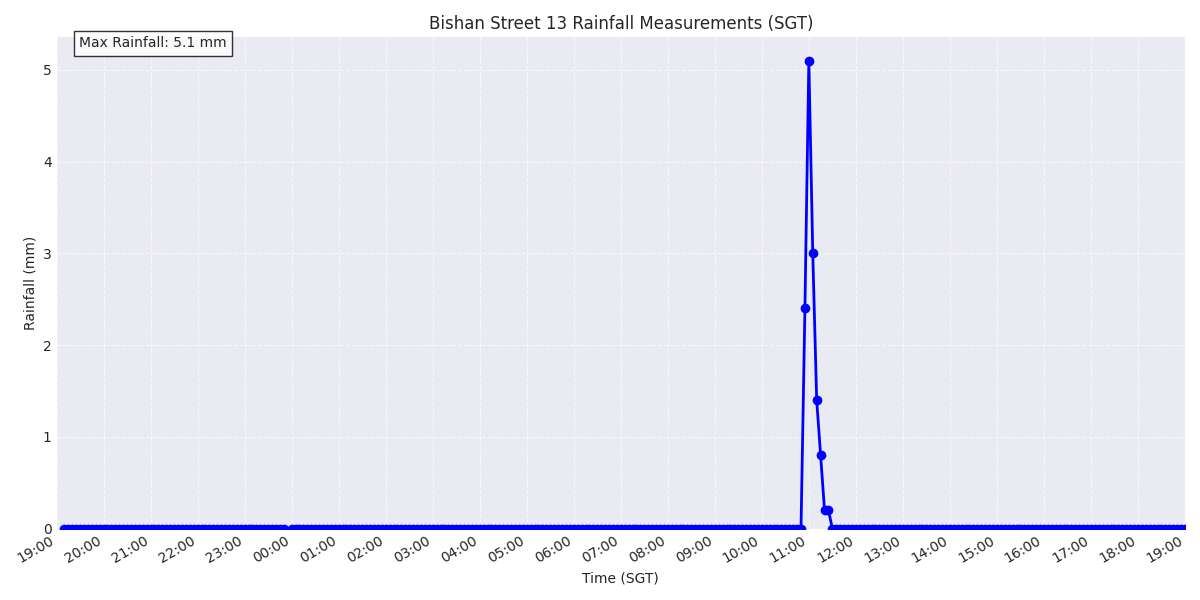 Bishan Street 13 Rainfall Measurements (SGT)
Max Rainfall: 5.1 mm
5
4
3
2
1
0
Rainfall (mm)
19:00 20:00 21:00 22:00 23:00 00:00 01:00 02:00 03:00 04:00 05:00 06:00 07:00 08:00 09:00 10:00 11:00 12:00 13:00 14:00 15:00 16:00 17:00 18:00 19:00
Time (SGT)